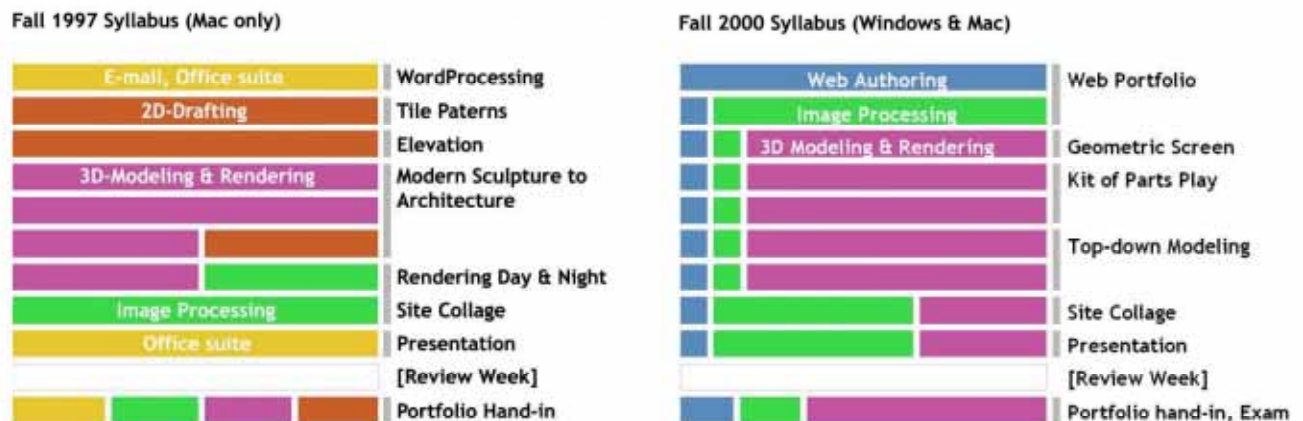 Fall 1997 Syllabus (Mac only)
E-mail, Office suite
WordProcessing
2D-Drafting
Tile Paterns
Elevation
3D-Modeling & Rendering
Modern Sculpture to
Architecture
Rendering Day & Night
Image Processing
Site Collage
Office suite
Presentation
[Review Week]
Portfolio Hand-in
Fall 2000 Syllabus (Windows & Mac)
Web Authoring
Web Portfolio
Image Processing
3D Modeling & Rendering
Geometric Screen
Kit of Parts Play
Top-down Modeling
Site Collage
Presentation
[Review Week]
Portfolio hand-in, Exam